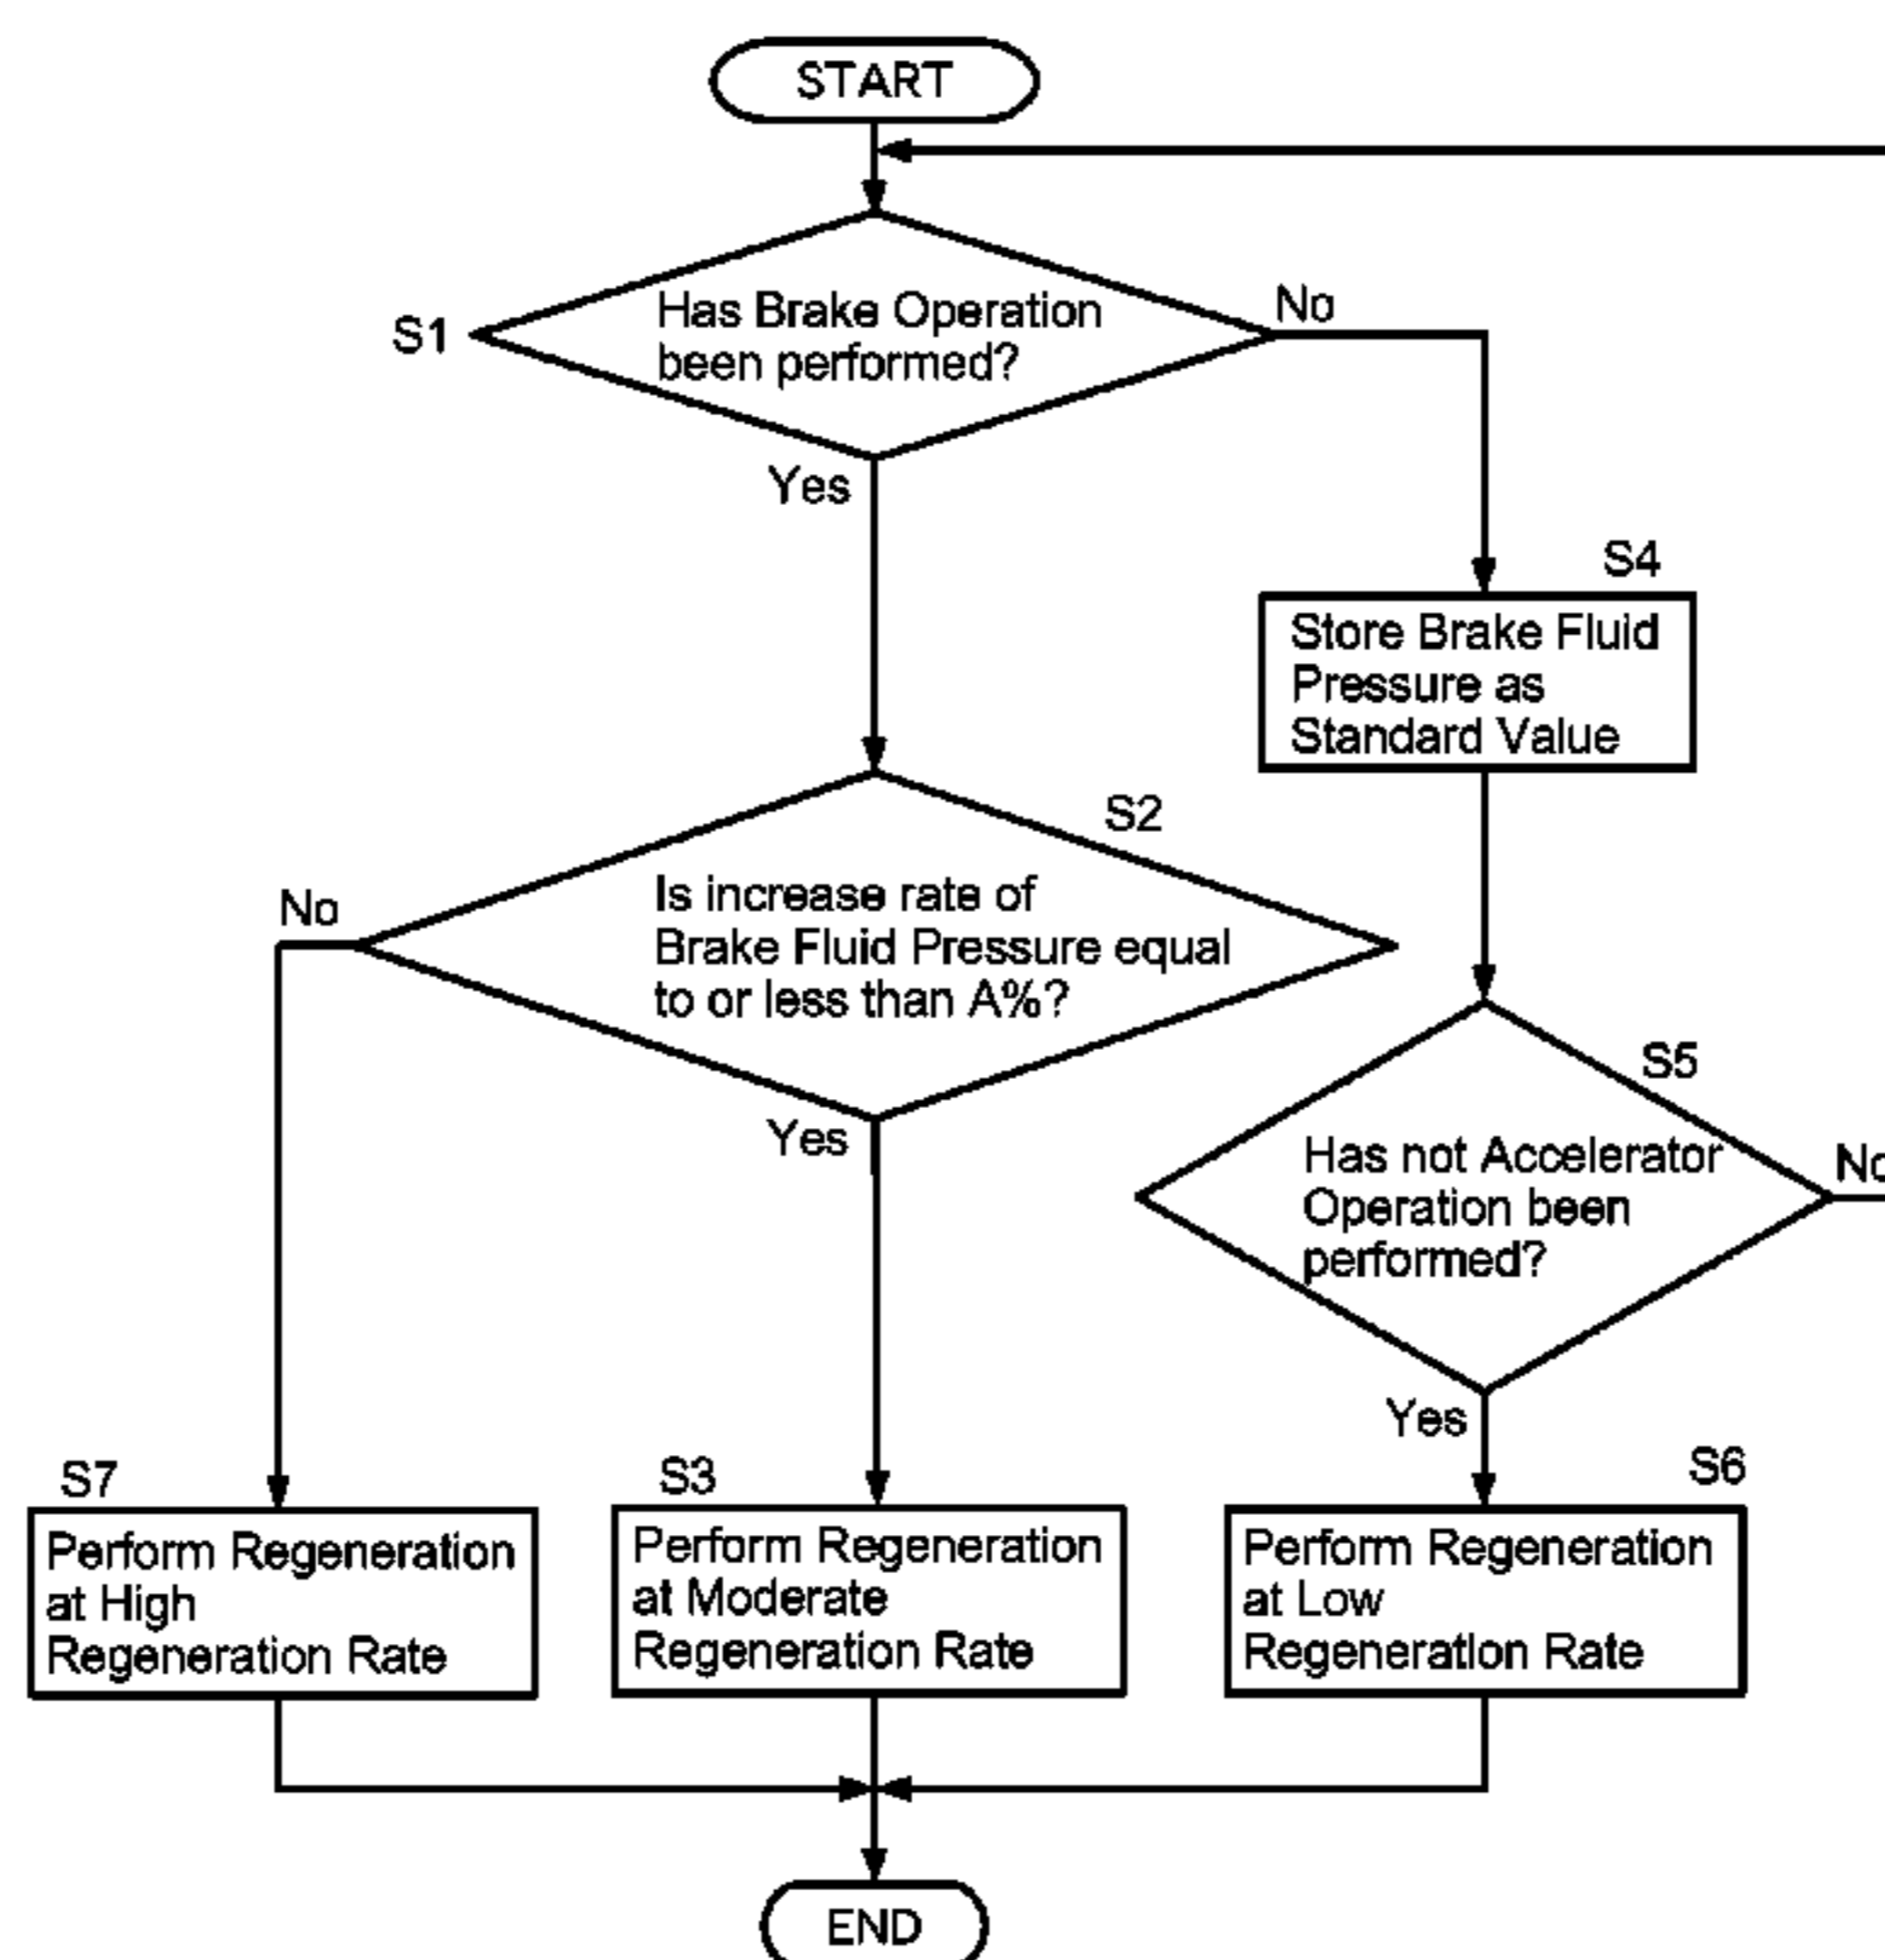 START
Has Brake Operation
been performed?
S1
No
Yes
S4
Store Brake Fluid
Pressure as
Standard Value
S2
Is increase rate of
Brake Fluid Pressure equal
to or less than A%?
No
Yes
S5
Has not Accelerator
Operation been
performed?
No
Yes
S7
Perform Regeneration
at High
Regeneration Rate
S3
Perform Regeneration
at Moderate
Regeneration Rate
S6
Perform Regeneration
at Low
Regeneration Rate
END